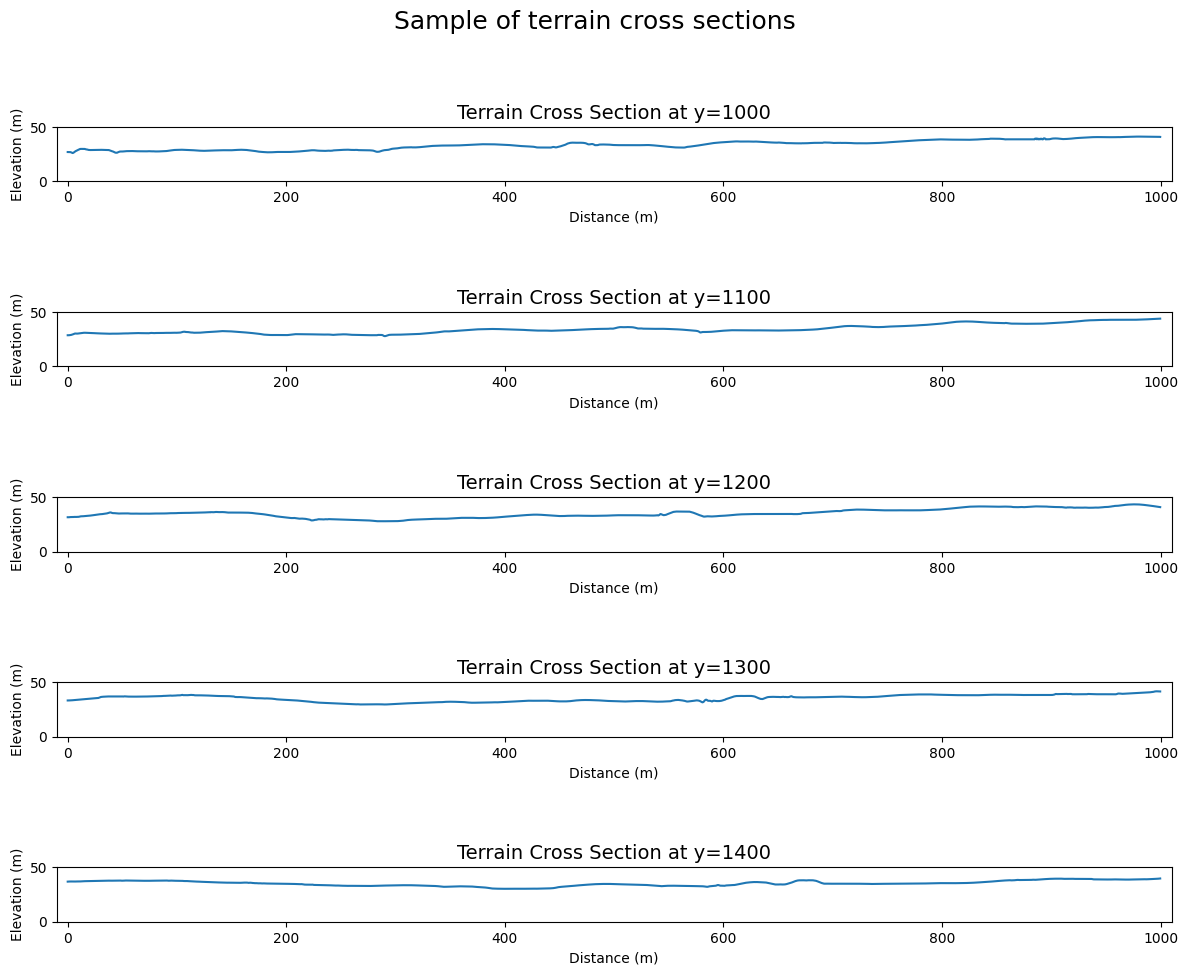 Sample of terrain cross sections
Terrain Cross Section at y=1000
Elevation (m)
50
0
0 200 400 600 800 1000
Distance (m)
Terrain Cross Section at y=1100
Elevation (m)
50
0
0 200 400 600 800 1000
Distance (m)
Terrain Cross Section at y=1200
Elevation (m)
50
0
0 200 400 600 800 1000
Distance (m)
Terrain Cross Section at y=1300
Elevation (m)
50
0
0 200 400 600 800 1000
Distance (m)
Terrain Cross Section at y=1400
Elevation (m)
50
0
0 200 400 600 800 1000
Distance (m)